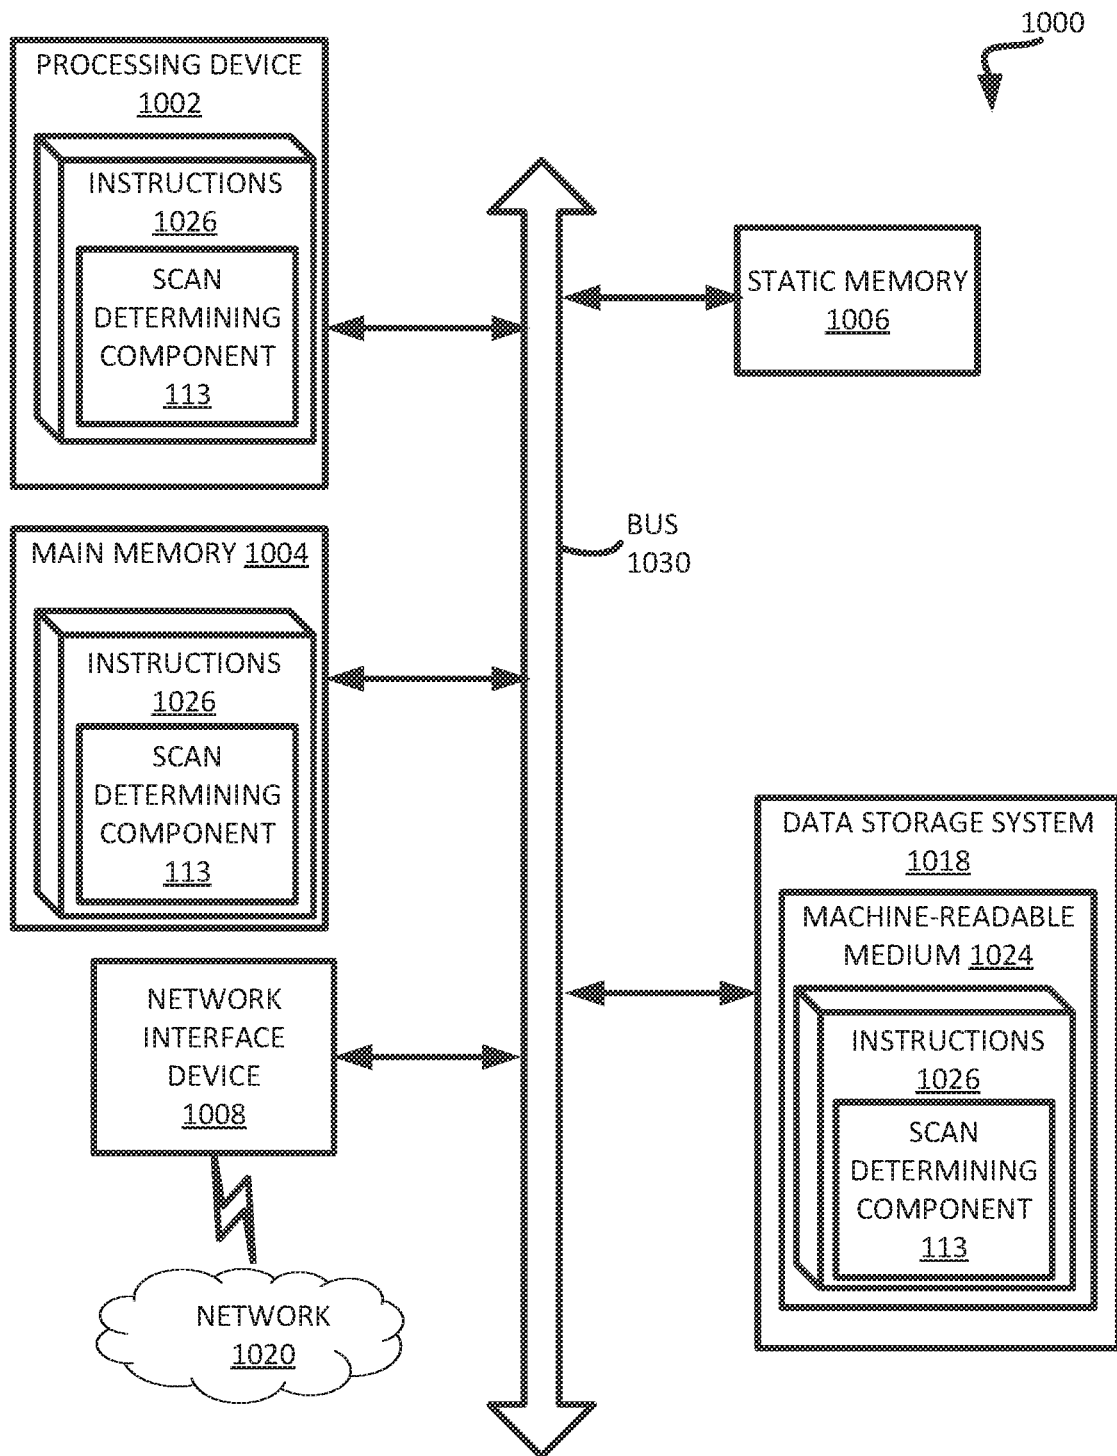 1000
PROCESSING DEVICE
1002
INSTRUCTIONS
1026
SCAN
DETERMINING
COMPONENT
113
STATIC MEMORY
1006
BUS
1030
MAIN MEMORY 1004
INSTRUCTIONS
1026
SCAN
DETERMINING
COMPONENT
113
DATA STORAGE SYSTEM
1018
MACHINE-READABLE
MEDIUM 1024
INSTRUCTIONS
1026
SCAN
DETERMINING
COMPONENT
113
NETWORK
INTERFACE
DEVICE
1008
NETWORK
1020